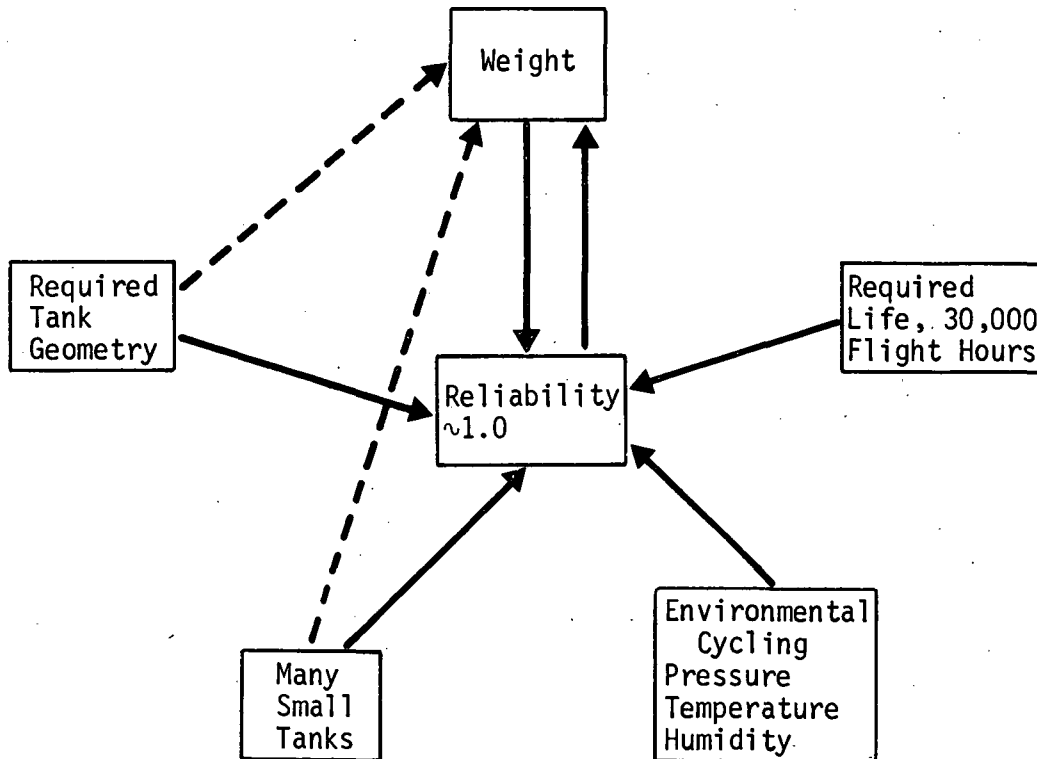 Weight
Required
Tank
Geometry
Required
Life, 30,000
Flight Hours
Reliability
~1.0
Many
Small
Tanks
Environmental
Cycling
Pressure
Temperature
Humidity